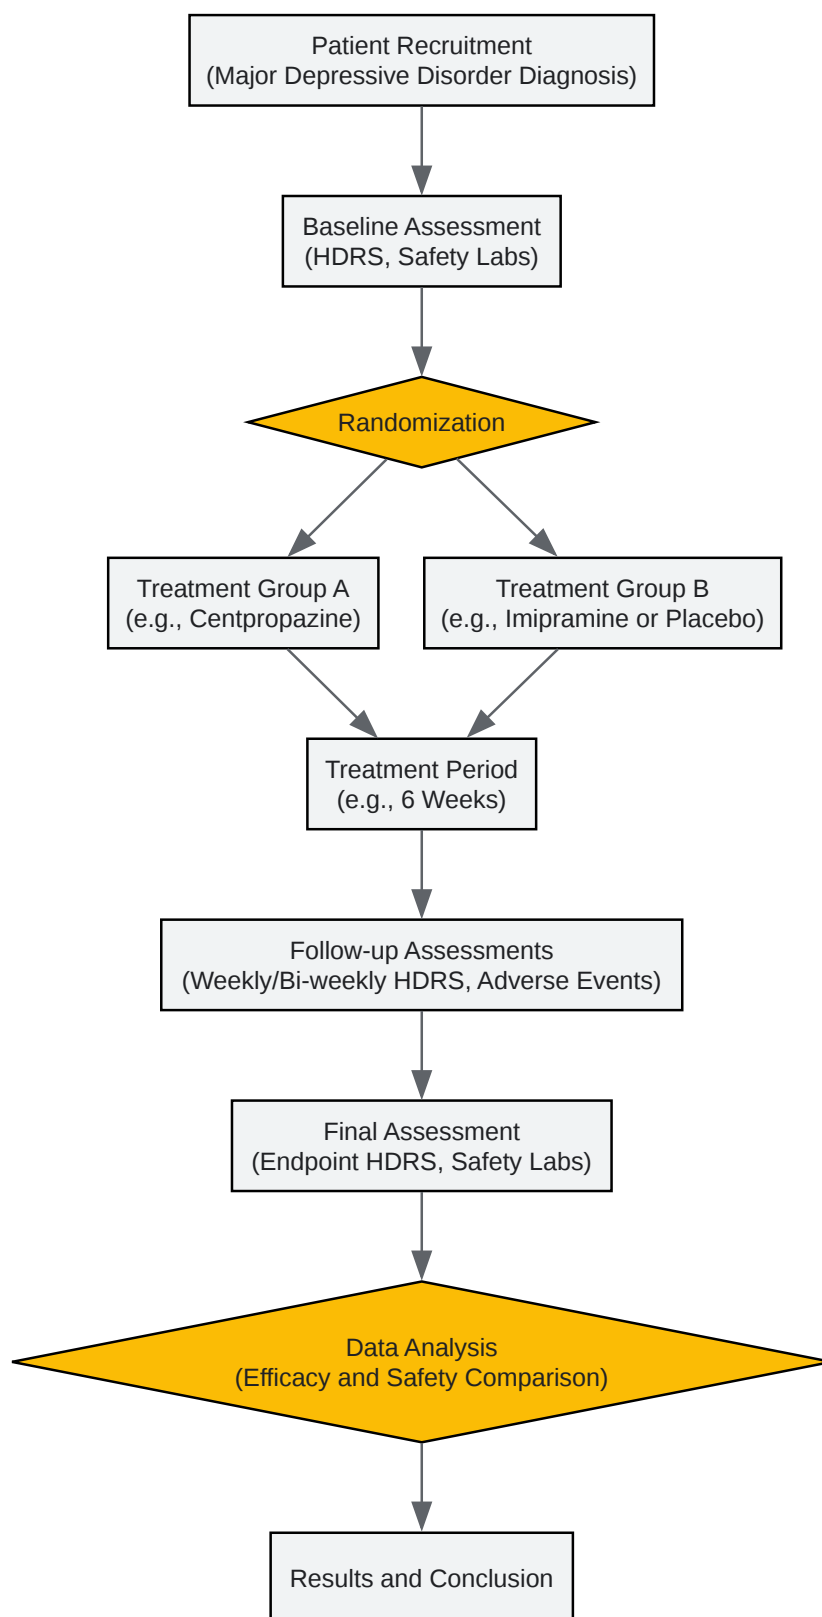 Patient Recruitment
(Major Depressive Disorder Diagnosis)
Baseline Assessment
(HDRS, Safety Labs)
Randomization
Treatment Group A
(e.g., Centpropazine)
Treatment Group B
(e.g., Imipramine or Placebo)
Treatment Period
(e.g., 6 Weeks)
Follow-up Assessments
(Weekly/Bi-weekly HDRS, Adverse Events)
Final Assessment
(Endpoint HDRS, Safety Labs)
Data Analysis
(Efficacy and Safety Comparison)
Results and Conclusion